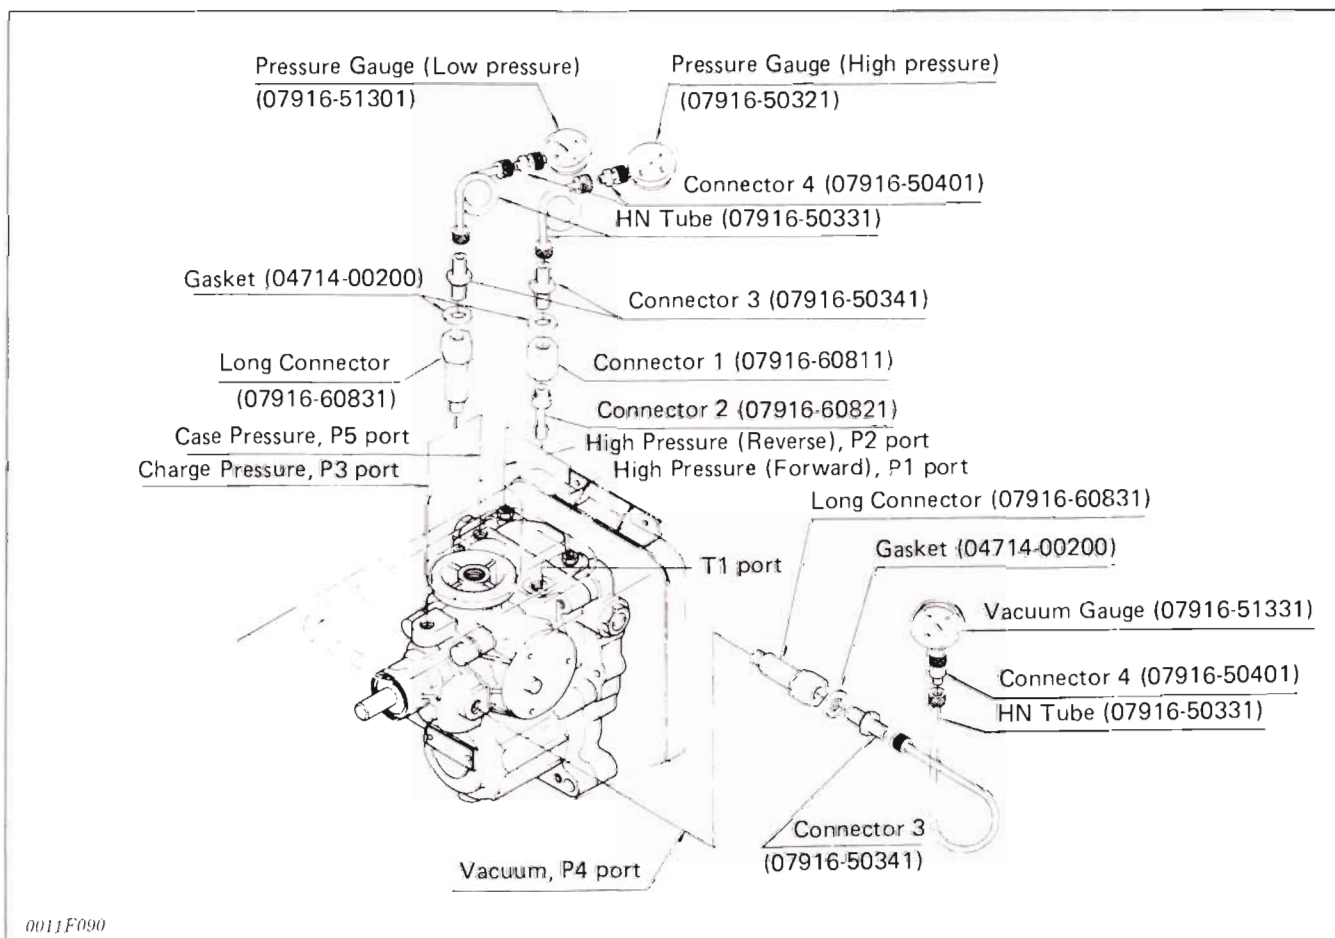 Pressure Gauge (Low pressure)
(07916-51301)
Pressure Gauge (High pressure)
(07916-50321)
Connector 4 (07916-50401)
HN Tube (07916-50331)
Gasket (04714-00200)
Connector 3 (07916-50341)
Long Connector
(07916-60831)
Connector 1 (07916-60811)
Connector 2 (07916-60821)
Case Pressure, P5 port
High Pressure (Reverse), P2 port
Charge Pressure, P3 port
High Pressure (Forward), P1 port
Long Connector (07916-60831)
Gasket (04714-00200)
T1 port
Vacuum Gauge (07916-51331)
Connector 4 (07916-50401)
HN Tube (07916-50331)
Connector 3
(07916-50341)
Vacuum, P4 port
0011F090